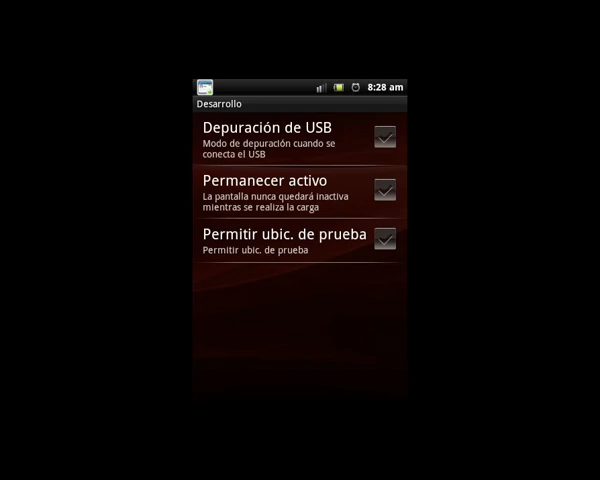 8:28 am
Desarrollo
Depuración de USB
Modo de depuración cuando se
conecta el USB
Permanecer activo
La pantalla nunca quedará inactiva
mientras se realiza la carga
Permitir ubic. de prueba
Permitir ubic. de prueba